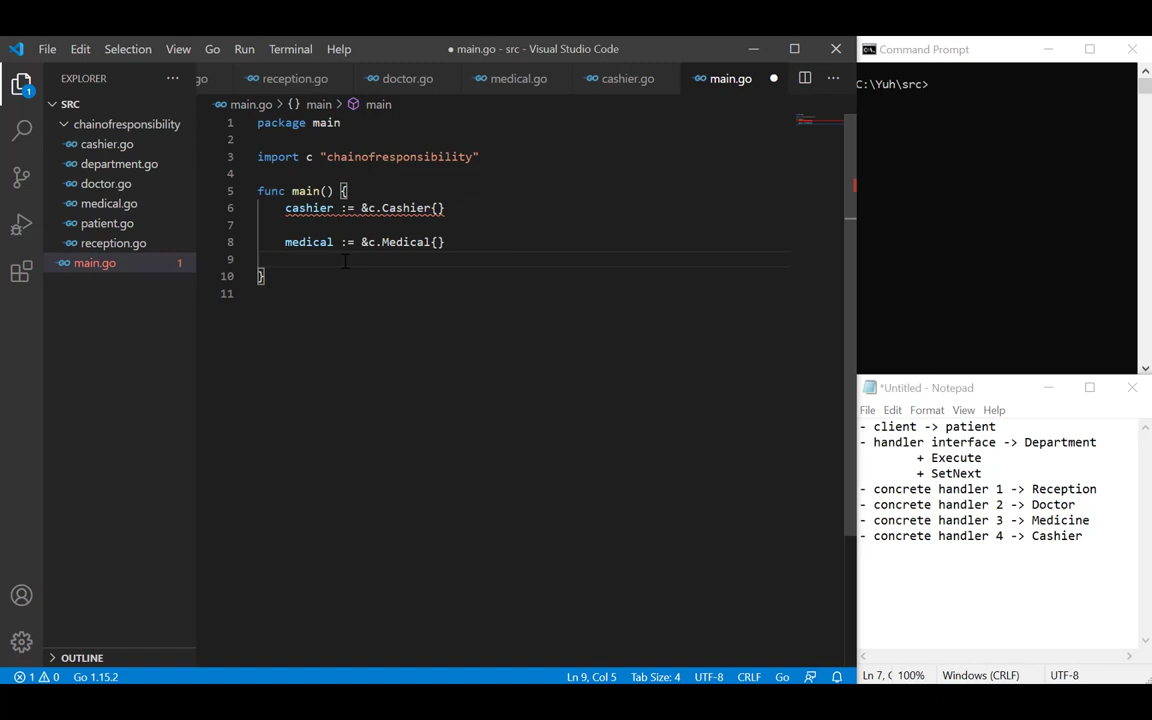 File Edit Selection View Go Run Terminal Help
● main.go - src - Visual Studio Code
EXPLORER
SRC
chainofresponsibility
cashier.go
department.go
doctor.go
medical.go
patient.go
reception.go
main.go 1
OUTLINE
go reception.go doctor.go medical.go cashier.go main.go
main.go > {} main > main
1 package main
2
3 import c "chainofresponsibility"
4
5 func main() {
6 cashier := &c.Cashier{}
7
8 medical := &c.Medical{}
9
10 }
11
1 0 Go 1.15.2 Ln 9, Col 5 Tab Size: 4 UTF-8 CRLF Go
1
Command Prompt
C:\Yuh\src>
*Untitled - Notepad
File Edit Format View Help
- client -> patient
- handler interface -> Department
+ Execute
+ SetNext
- concrete handler 1 -> Reception
- concrete handler 2 -> Doctor
- concrete handler 3 -> Medicine
- concrete handler 4 -> Cashier
Ln 7, C 100% Windows (CRLF) UTF-8